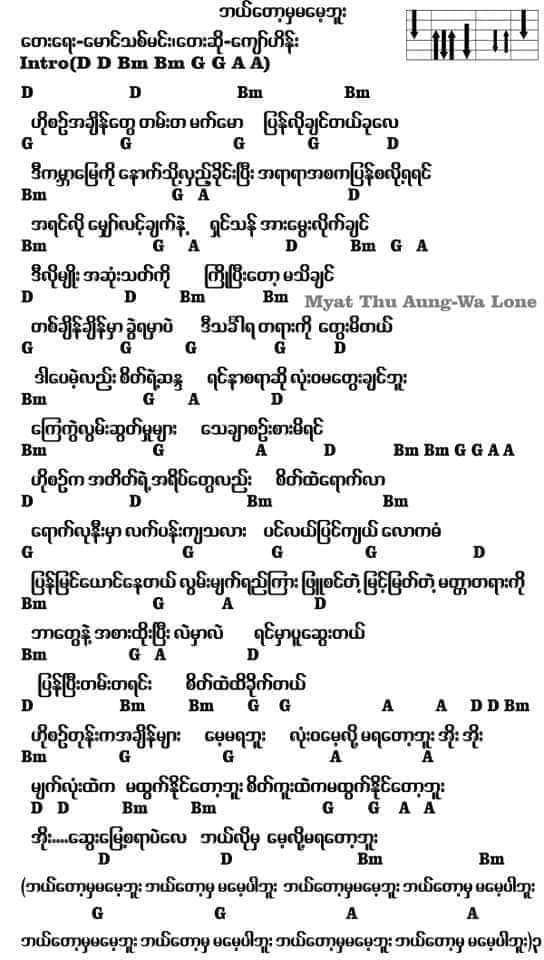 ဘယ်တော့မှမမေ့ဘူး
တေးရေး-မောင်သစ်မင်း၊တေးဆို-ကျော်ဟိန်း
Intro(D D Bm Bm G G A A)
D D Bm Bm
ဟိုစဉ်အချိန်တွေ တမ်းတ မက်မော ပြန်လိုချင်တယ်ခုလေ
G G G G D
ဒီကမ္ဘာမြေကို နောက်သို့လှည့်ခိုင်းပြီး အရာရာအစကပြန်စလို့ရရင်
Bm G A D
အရင်လို မျှော်လင့်ချက်နဲ့ ရှင်သန် အားမွေးလိုက်ချင်
Bm G A D Bm G A
ဒီလိုမျိုး အဆုံးသတ်ကို ကြိုပြီးတော့ မသိချင်
D D Bm Bm Myat Thu Aung-Wa Lone
တစ်ချိန်ချိန်မှာ ခွဲရမှာပဲ ဒီသင်္ခါရ တရားကို တွေးမိတယ်
G G G G D
ဒါပေမဲ့လည်း စိတ်ရဲ့ဆန္ဒ ရင်နာစရာဆို လုံးဝမတွေးချင်ဘူး
Bm G A D
ကြေကွဲလွမ်းဆွတ်မှုများ သေချာစဉ်းစားမိရင်
Bm G A D Bm Bm G G A A
ဟိုစဉ်က အတိတ်ရဲ့အရိပ်တွေလည်း စိတ်ထဲရောက်လာ
D D Bm Bm
ရောက်လုနီးမှာ လက်ပန်းကျသလား ပင်လယ်ပြင်ကျယ် လောကဓံ
G G G G D
ပြန်မြင်ယောင်နေတယ် လွမ်းမျက်ရည်ကြား ဖြူစင်တဲ့ မြင့်မြတ်တဲ့ မတ္တာတရားကို
Bm G A D
ဘာတွေနဲ့ အစားထိုးပြီး လဲမှာလဲ ရင်မှာပူဆွေးတယ်
Bm G A D
ပြန်ပြီးတမ်းတရင်း စိတ်ထဲထိခိုက်တယ်
D Bm Bm G G A A D D Bm
ဟိုစဉ်တုန်းကအချိန်များ မေ့မရဘူး လုံးဝမေ့လို့ မရတော့ဘူး အိုး အိုး
Bm G G A A
မျက်လုံးထဲက မထွက်နိုင်တော့ဘူး စိတ်ကူးထဲကမထွက်နိုင်တော့ဘူး
D D Bm Bm G G A A
အိုး....ဆွေးမြေ့စရာပဲလေ ဘယ်လိုမှ မေ့လို့မရတော့ဘူး
D D Bm Bm
(ဘယ်တော့မှမမေ့ဘူး ဘယ်တော့မှ မမေ့ပါဘူး ဘယ်တော့မှမမေ့ဘူး ဘယ်တော့မှ မမေ့ပါဘူး
G G A A
ဘယ်တော့မှမမေ့ဘူး ဘယ်တော့မှ မမေ့ပါဘူး ဘယ်တော့မှမမေ့ဘူး ဘယ်တော့မှ မမေ့ပါဘူး)၃